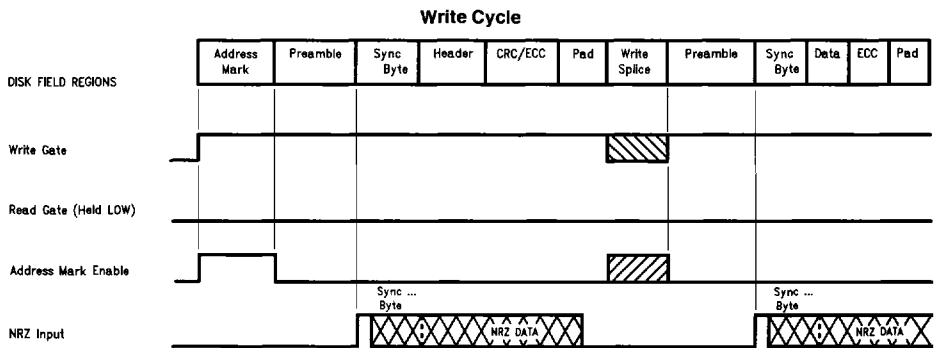 Write Cycle
Address Preamble Sync Header CRC/ECC Pad Write Preamble Sync Data ECC Pad
Mark Byte Splice Byte
DISK FIELD REGIONS
Write Gate
Read Gate (Held LOW)
Address Mark Enable
Sync ... Sync ...
Byte Byte
NRZ Input NRZ DATA NRZ DATA